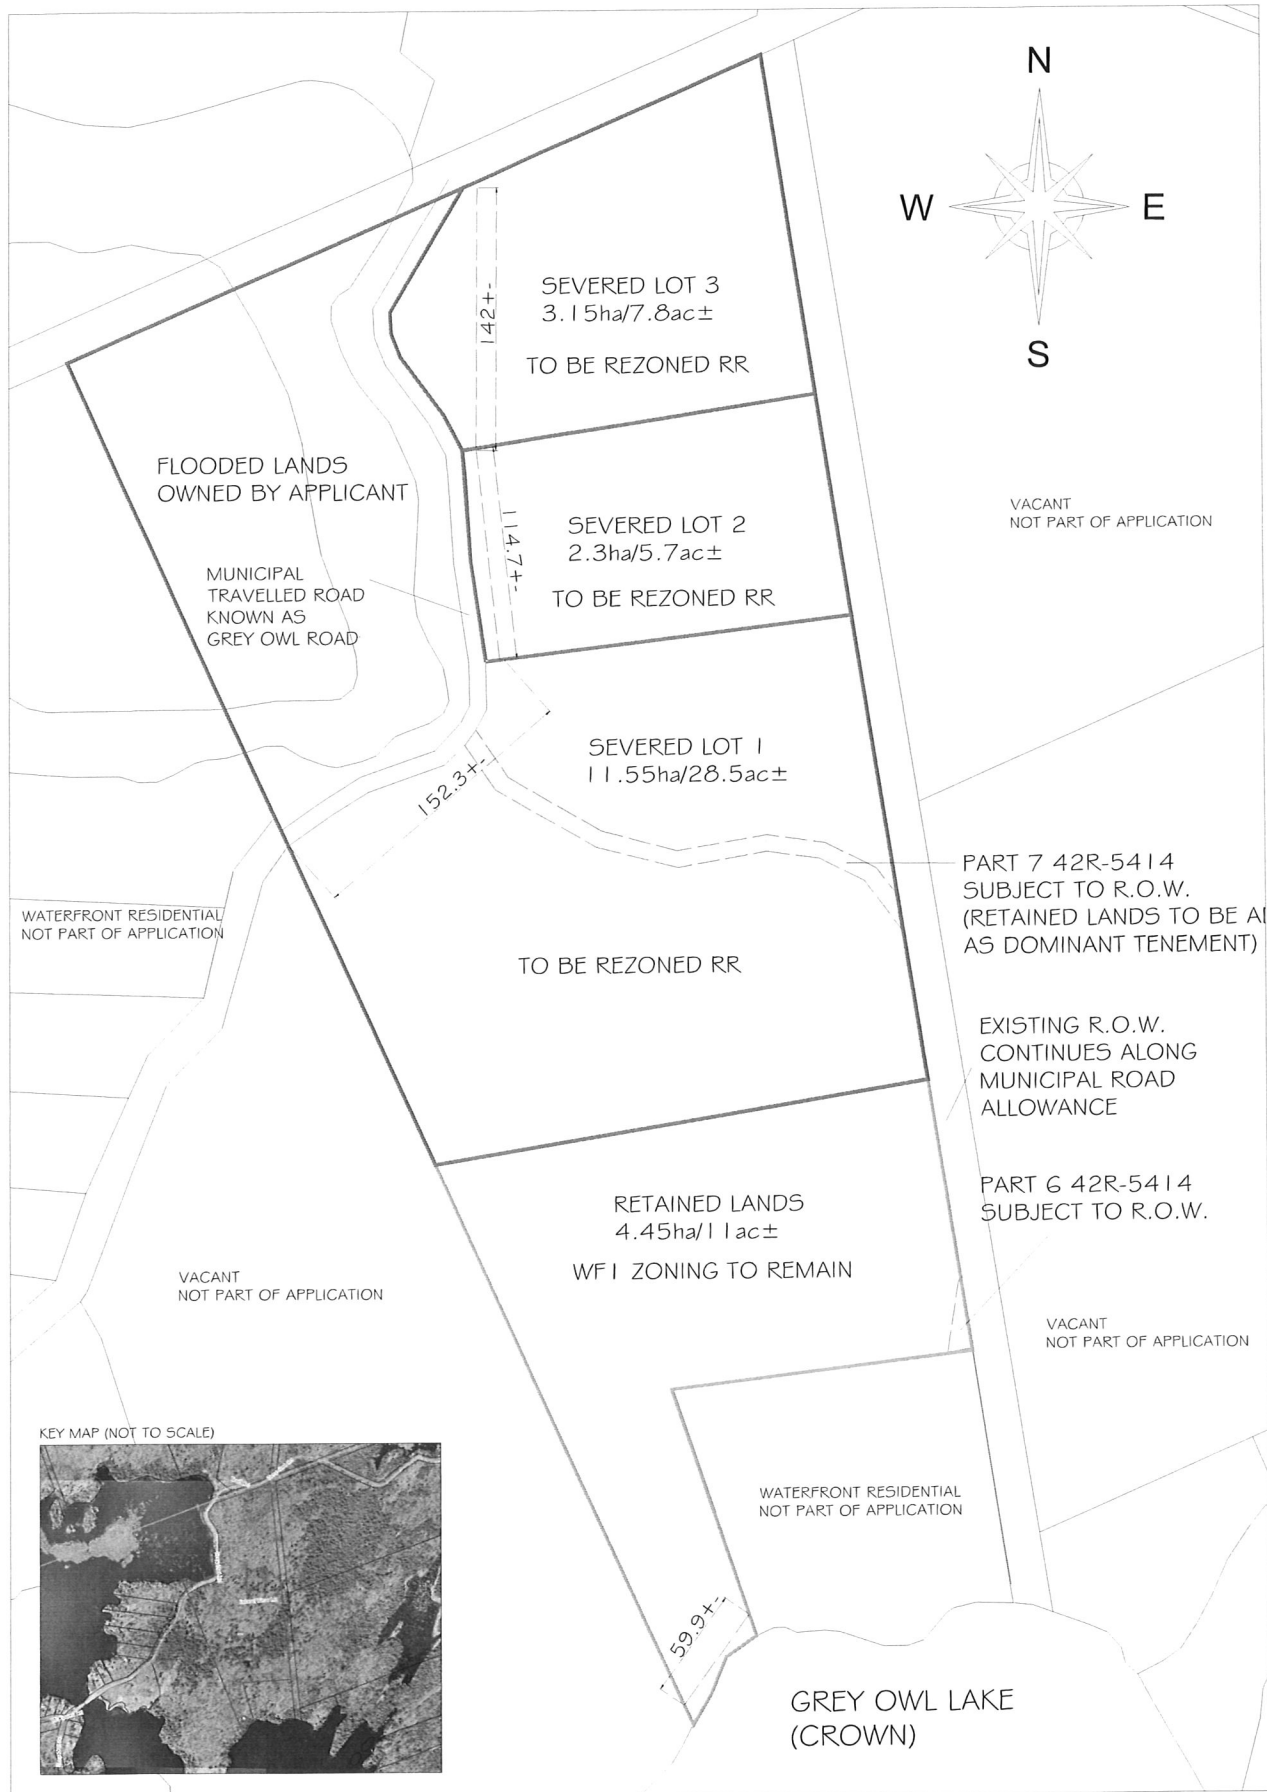 N
W
E
S
SEVERED LOT 3
3.15ha/7.8ac±
TO BE REZONED RR
142+-
FLOODED LANDS
OWNED BY APPLICANT
SEVERED LOT 2
2.3ha/5.7ac±
TO BE REZONED RR
114.7+-
VACANT
NOT PART OF APPLICATION
MUNICIPAL
TRAVELLED ROAD
KNOWN AS
GREY OWL ROAD
SEVERED LOT 1
11.55ha/28.5ac±
152.3+-
PART 7 42R-5414
SUBJECT TO R.O.W.
(RETAINED LANDS TO BE
AS DOMINANT TENEMENT)
WATERFRONT RESIDENTIAL
NOT PART OF APPLICATION
TO BE REZONED RR
EXISTING R.O.W.
CONTINUES ALONG
MUNICIPAL ROAD
ALLOWANCE
PART 6 42R-5414
SUBJECT TO R.O.W.
RETAINED LANDS
4.45ha/11ac±
WF1 ZONING TO REMAIN
VACANT
NOT PART OF APPLICATION
VACANT
NOT PART OF APPLICATION
KEY MAP (NOT TO SCALE)
WATERFRONT RESIDENTIAL
NOT PART OF APPLICATION
59.9+-
GREY OWL LAKE
(CROWN)